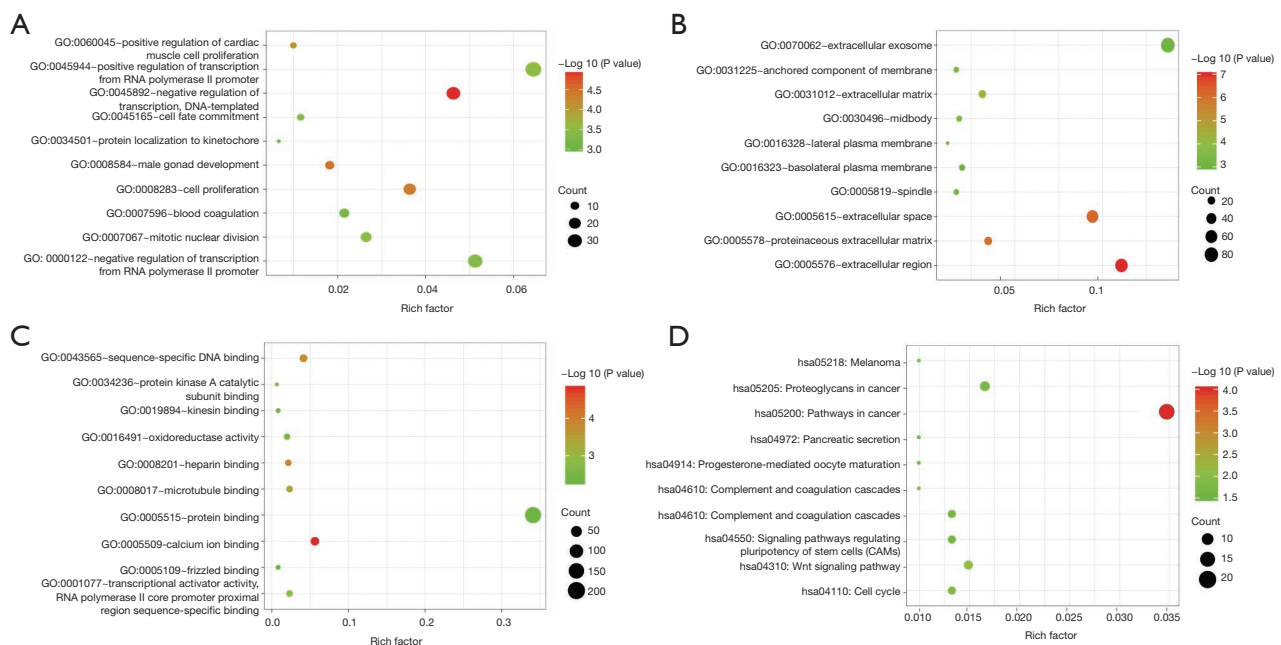 A
GO:0060045~positive regulation of cardiac
muscle cell proliferation
GO:0045944~positive regulation of transcription
from RNA polymerase II promoter
GO:0045892~negative regulation of
transcription, DNA-templated
GO:0045165~cell fate commitment
GO:0034501~protein localization to kinetochore
GO:0008584~male gonad development
GO:0008283~cell proliferation
GO:0007596~blood coagulation
GO:0007067~mitotic nuclear division
GO: 0000122~negative regulation of transcription
from RNA polymerase II promoter
0.02 0.04 0.06
Rich factor
−Log 10 (P value)
4.5
4.0
3.5
3.0
Count
10
20
30
B
GO:0070062~extracellular exosome
GO:0031225~anchored component of membrane
GO:0031012~extracellular matrix
GO:0030496~midbody
GO:0016328~lateral plasma membrane
GO:0016323~basolateral plasma membrane
GO:0005819~spindle
GO:0005615~extracellular space
GO:0005578~proteinaceous extracellular matrix
GO:0005576~extracellular region
0.05 0.1
Rich factor
−Log 10 (P value)
7
6
5
4
3
Count
20
40
60
80
C
GO:0043565~sequence-specific DNA binding
GO:0034236~protein kinase A catalytic
subunit binding
GO:0019894~kinesin binding
GO:0016491~oxidoreductase activity
GO:0008201~heparin binding
GO:0008017~microtubule binding
GO:0005515~protein binding
GO:0005509-calcium ion binding
GO:0005109~frizzled binding
GO:0001077~transcriptional activator activity,
RNA polymerase II core promoter proximal
region sequence-specific binding
0.0 0.1 0.2 0.3
Rich factor
−Log 10 (P value)
4
3
Count
50
100
150
200
D
hsa05218: Melanoma
hsa05205: Proteoglycans in cancer
hsa05200: Pathways in cancer
hsa04972: Pancreatic secretion
hsa04914: Progesterone-mediated oocyte maturation
hsa04610: Complement and coagulation cascades
hsa04610: Complement and coagulation cascades
hsa04550: Signaling pathways regulating
pluripotency of stem cells (CAMs)
hsa04310: Wnt signaling pathway
hsa04110: Cell cycle
0.010 0.015 0.020 0.025 0.030 0.035
Rich factor
−Log 10 (P value)
4.0
3.5
3.0
2.5
2.0
1.5
Count
10
15
20